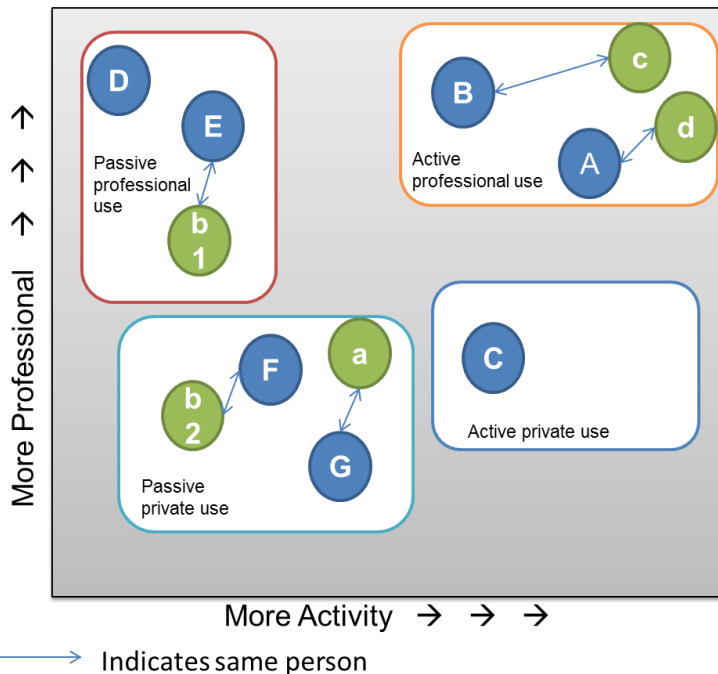 D
E
Passive
professional
use
b
1
B
c
d
A
Active
professional use
F
a
b
2
G
Passive
private use
C
Active private use
More Professional → → →
More Activity → → →
Indicates same person